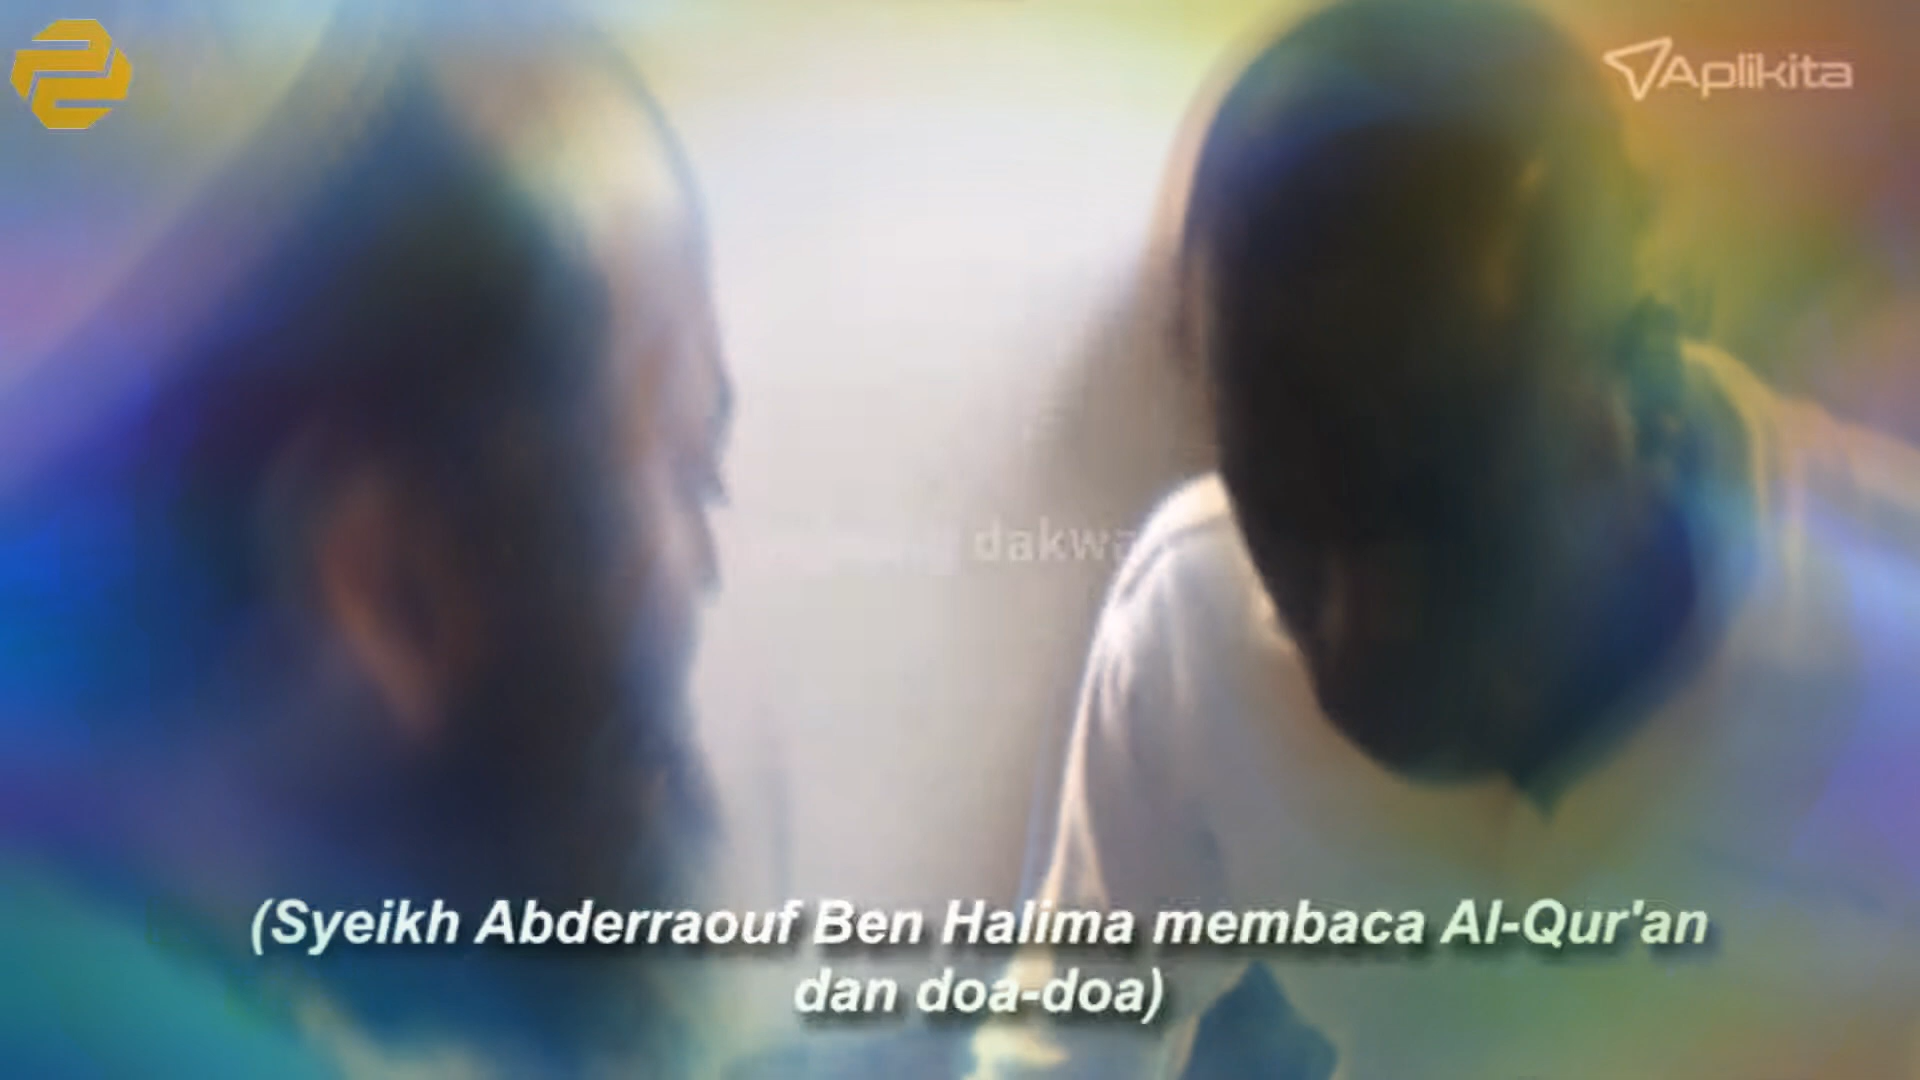 Aplikita
dakwa
(Syeikh Abderraouf Ben Halima membaca Al-Qur'an
dan doa-doa)